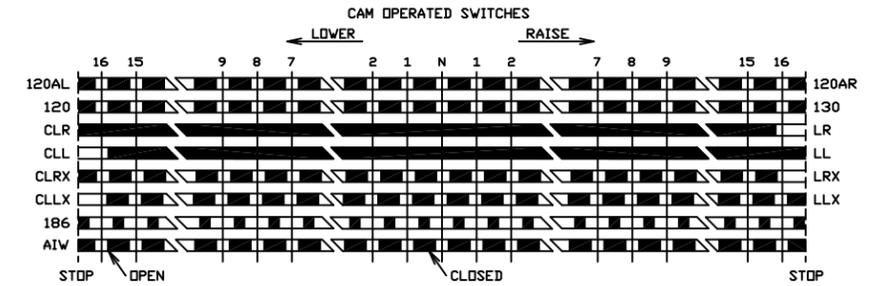 CAM OPERATED SWITCHES
LOWER RAISE
16 15 9 8 7 2 1 N 1 2 7 8 9 15 16
120AL 120AR
120 130
CLR LR
CLL LL
CLRX LRX
CLLX LLX
186
AIW
STOP OPEN CLOSED STOP